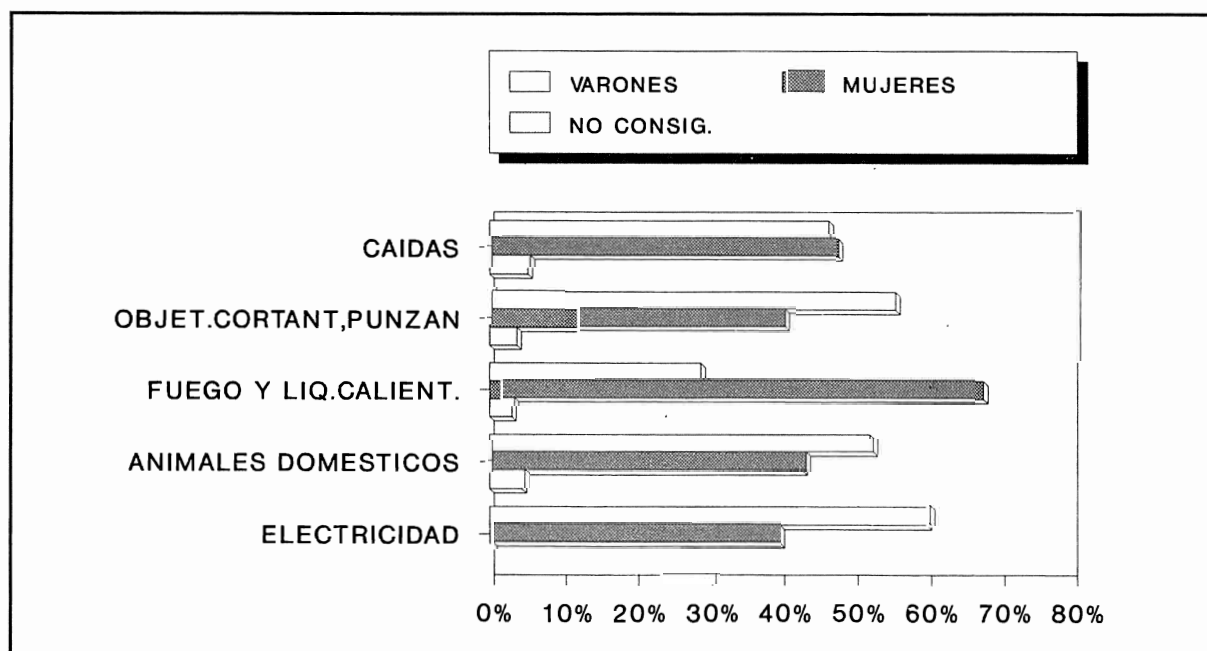 VARONES MUJERES
NO CONSIG.
CAIDAS
OBJET.CORTANT,PUNZAN
FUEGO Y LIQ.CALIENT.
ANIMALES DOMESTICOS
ELECTRICIDAD
0% 10% 20% 30% 40% 50% 60% 70% 80%